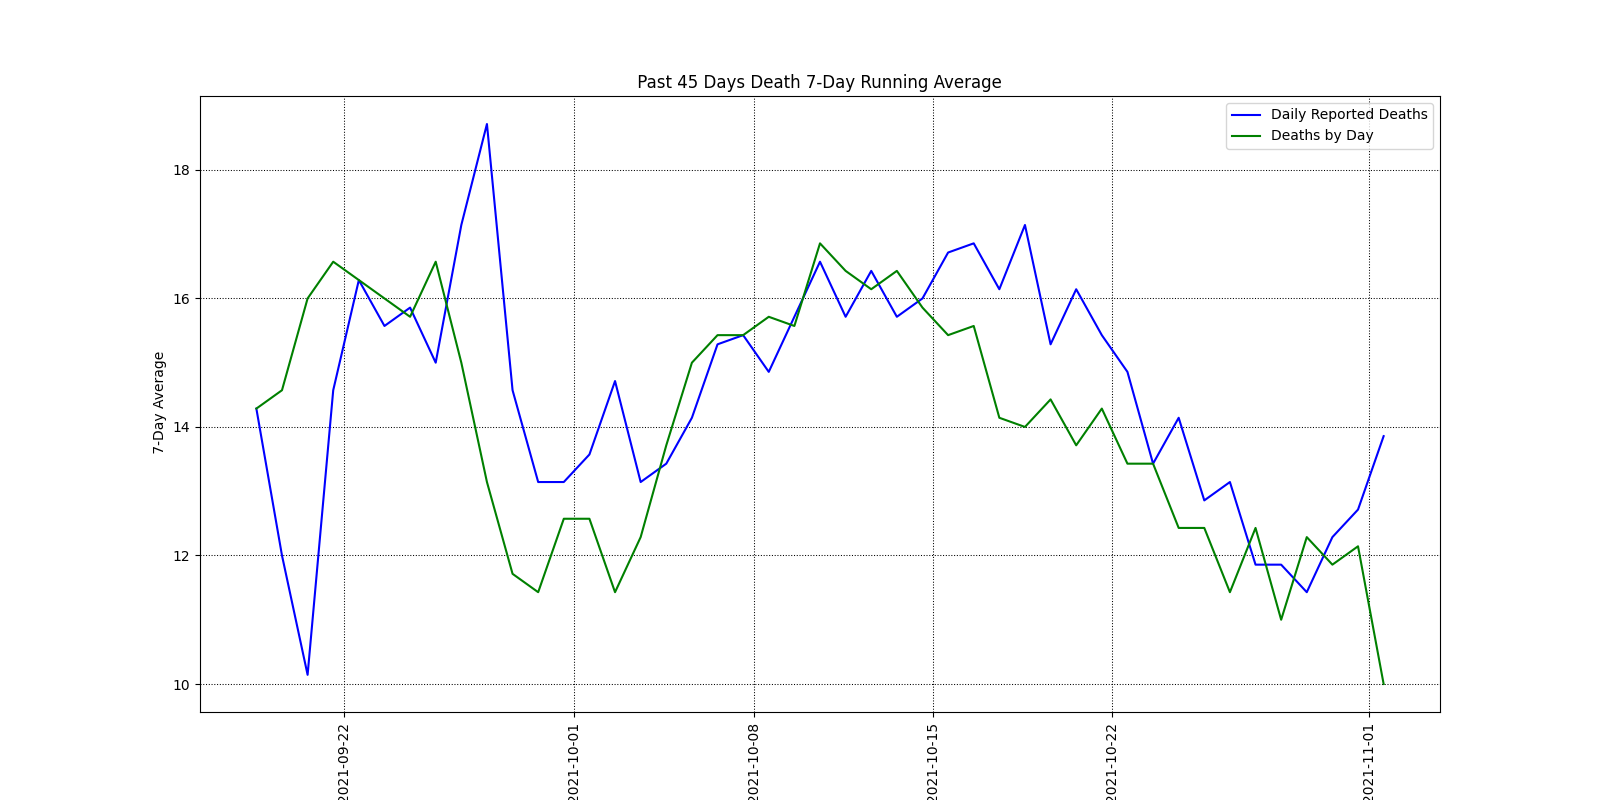 Past 45 Days Death 7-Day Running Average
Daily Reported Deaths
Deaths by Day
7-Day Average
18
16
14
12
10
2021-09-22
2021-10-01
2021-10-08
2021-10-15
2021-10-22
2021-11-01